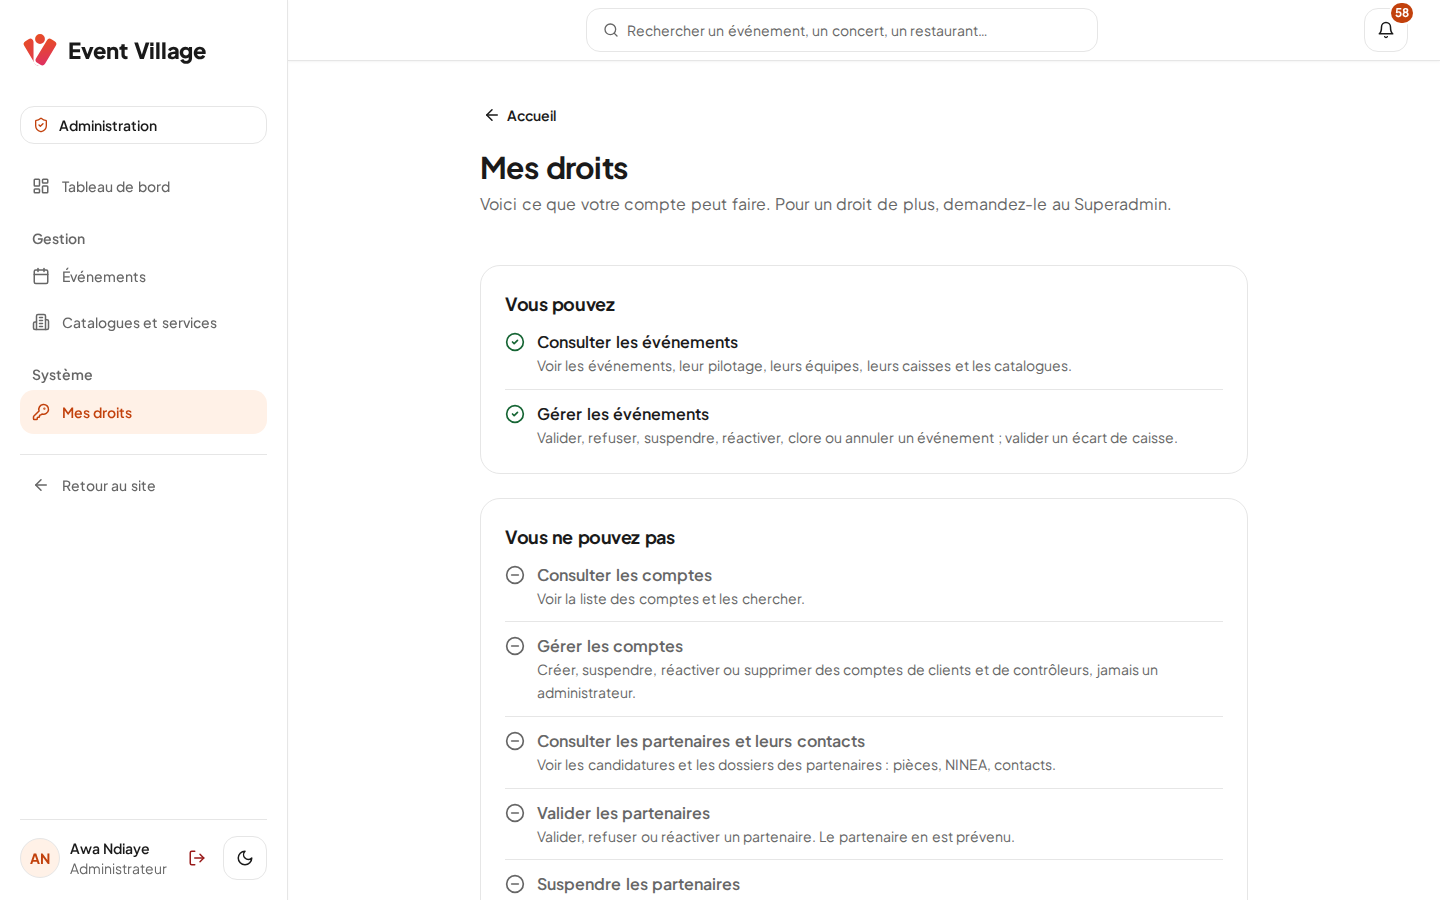 Event Village
Rechercher un événement, un concert, un restaurant...
58
Administration
Tableau de bord
Gestion
Événements
Catalogues et services
Système
Mes droits
Retour au site
AN
Awa Ndiaye
Administrateur
Accueil
Mes droits
Voici ce que votre compte peut faire. Pour un droit de plus, demandez-le au Superadmin.
Vous pouvez
Consulter les événements
Voir les événements, leur pilotage, leurs équipes, leurs caisses et les catalogues.
Gérer les événements
Valider, refuser, suspendre, réactiver, clore ou annuler un événement ; valider un écart de caisse.
Vous ne pouvez pas
Consulter les comptes
Voir la liste des comptes et les chercher.
Gérer les comptes
Créer, suspendre, réactiver ou supprimer des comptes de clients et de contrôleurs, jamais un
administrateur.
Consulter les partenaires et leurs contacts
Voir les candidatures et les dossiers des partenaires : pièces, NINEA, contacts.
Valider les partenaires
Valider, refuser ou réactiver un partenaire. Le partenaire en est prévenu.
Suspendre les partenaires